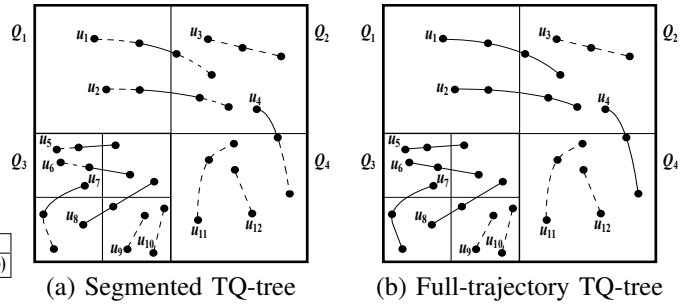 Q1 u1 u3 Q2
u2 u4
Q3 u5 Q4
u6
u7
u8
u9 u10 u11 u12
(a) Segmented TQ-tree
Q1 u1 u3 Q2
u2 u4
Q3 u5 Q4
u6
u7
u8
u9 u10 u11 u12
(b) Full-trajectory TQ-tree
)